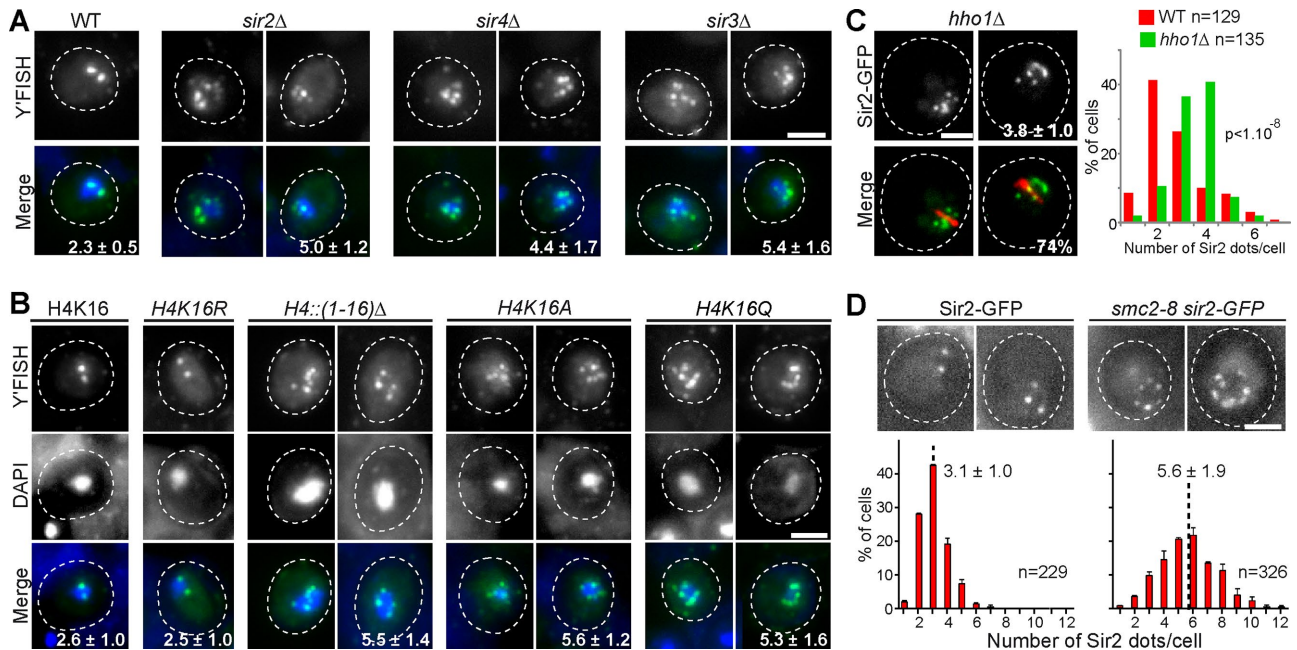 A
WT
sir2Δ
sir4Δ
sir3Δ
Y'FISH
Merge
2.3 ± 0.5
5.0 ± 1.2
4.4 ± 1.7
5.4 ± 1.6
B
H4K16
H4K16R
H4::(1-16)Δ
H4K16A
H4K16Q
Y'FISH
DAPI
Merge
2.6 ± 1.0
2.5 ± 1.0
5.5 ± 1.4
5.6 ± 1.2
5.3 ± 1.6
C
hho1Δ
Sir2-GFP
3.8 ± 1.0
Merge
WT n=129
hho1Δ n=135
% of cells
40
20
0
p<1.10-8
2 4 6
Number of Sir2 dots/cell
D
Sir2-GFP
smc2-8 sir2-GFP
% of cells
40
30
20
10
0
3.1 ± 1.0
n=229
2 4 6 8 10 12
5.6 ± 1.9
n=326
2 4 6 8 10 12
Number of Sir2 dots/cell